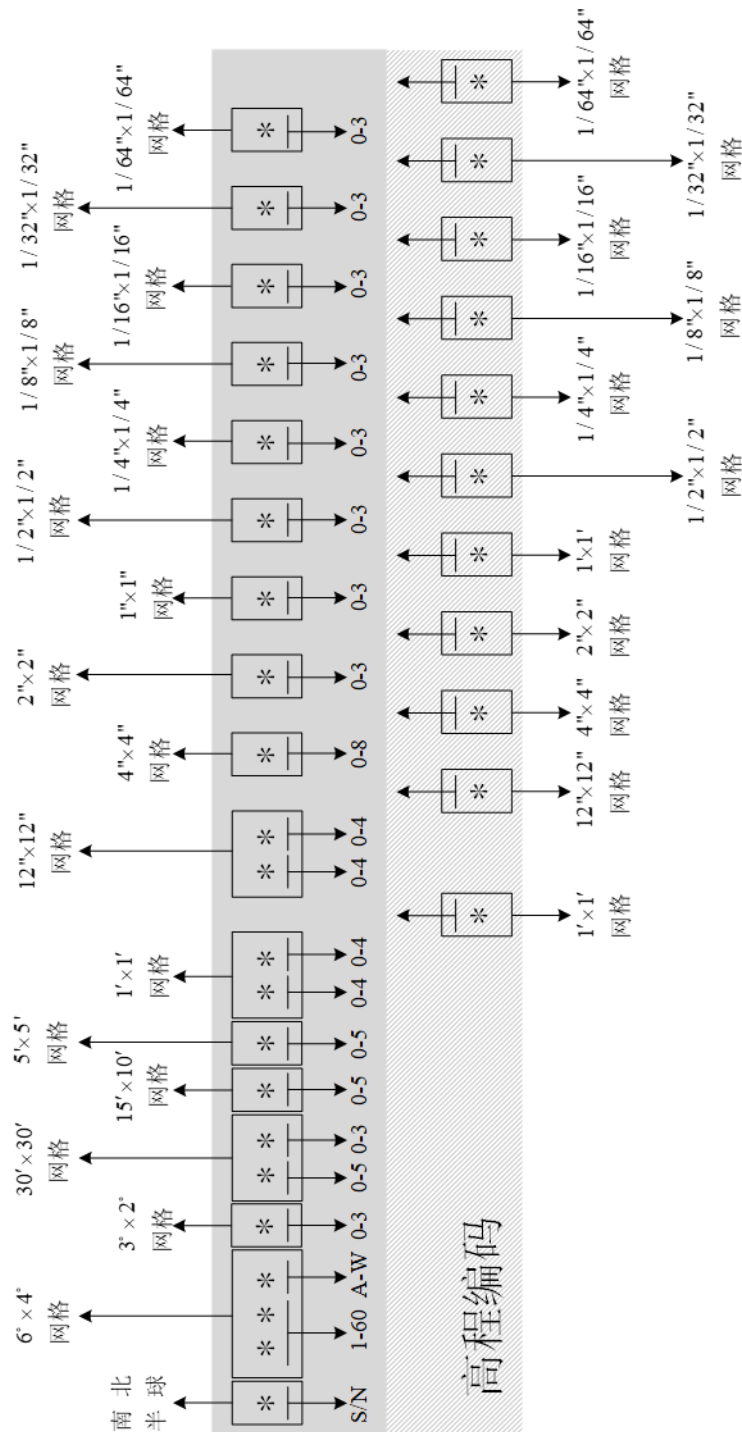 南 北
半 球
6°×4°
网格
3°×2°
网格
30′×30′
网格
15′×10′
网格
5'×5'
网格
1′×1′
网格
12"×12"
网格
4"×4"
网格
2"×2"
网格
1"×1"
网格
1/2"×1/2"
网格
1/4"×1/4"
网格
1/8"×1/8"
网格
1/16"×1/16"
网格
1/32"×1/32"
网格
1/64"×1/64"
网格
* * * * * * * * * * * * * * * * * * * * * *
S/N 1-60 A-W 0-3 0-5 0-3 0-5 0-5 0-4 0-4 0-4 0-4 0-8 0-3 0-3 0-3 0-3 0-3 0-3 0-3 0-3
高程编码
* * * * * * * * * * *
1′×1′
网格
12"×12"
网格
4"×4"
网格
2"×2"
网格
1'×1'
网格
1/2"×1/2"
网格
1/4"×1/4"
网格
1/8"×1/8"
网格
1/16"×1/16"
网格
1/32"×1/32"
网格
1/64"×1/64"
网格